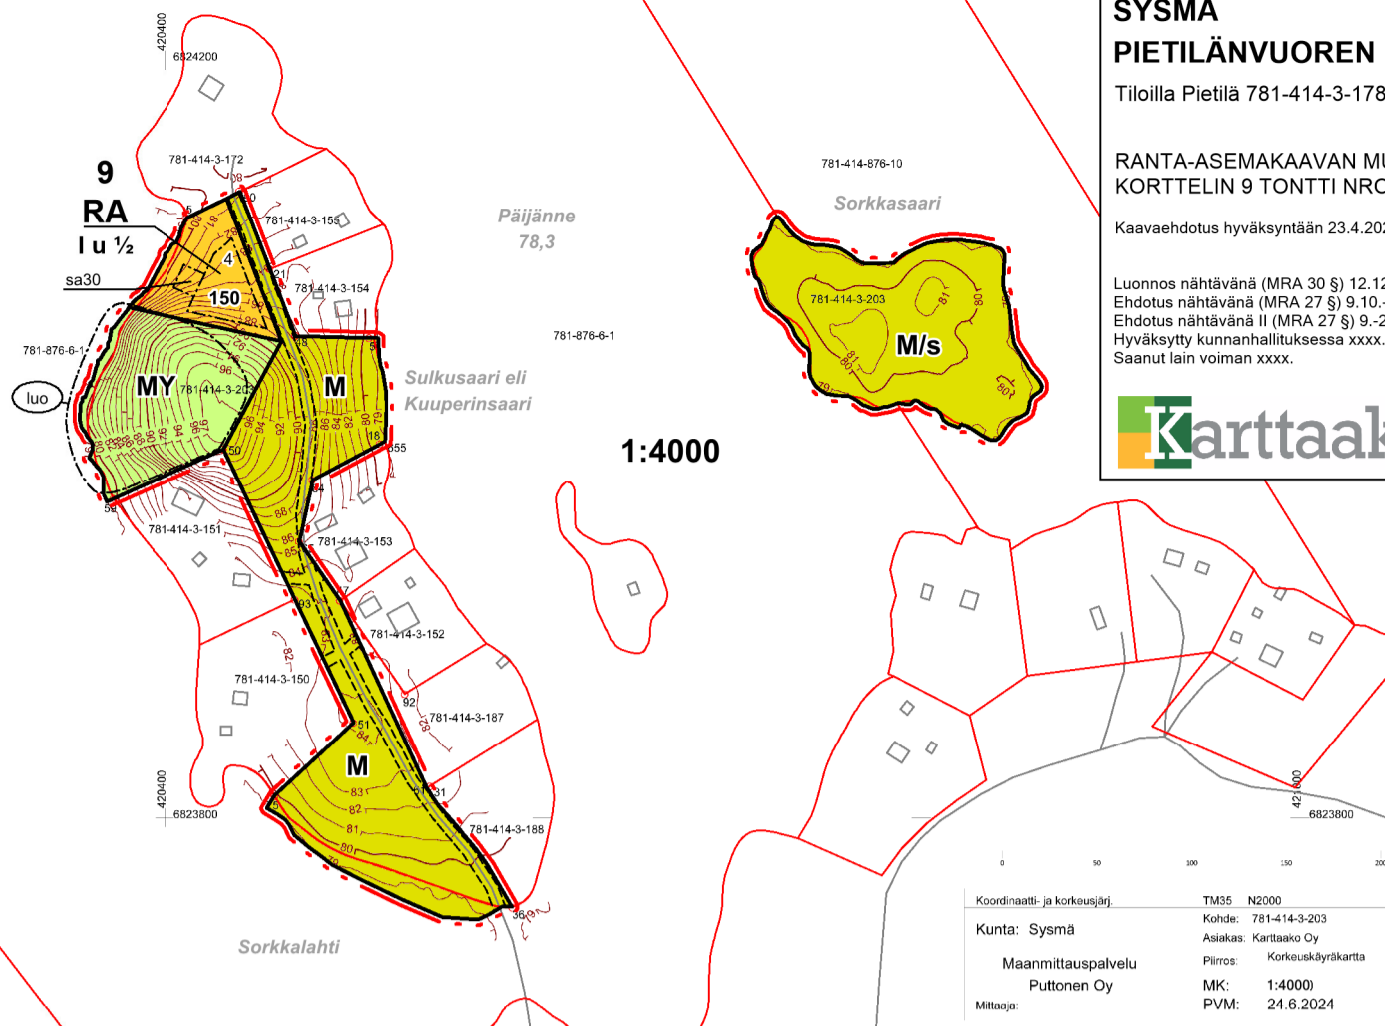 SYSMÄ
PIETILÄNVUOREN
Tiloilla Pietilä 781-414-3-178
RANTA-ASEMAKAAVAN MU
KORTTELIN 9 TONTTI NRO
Kaavaehdotus hyväksyntään 23.4.202
Luonnos nähtävänä (MRA 30 §) 12.12
Ehdotus nähtävänä (MRA 27 §) 9.10.-
Ehdotus nähtävänä II (MRA 27 §) 9.-2
Hyväksytty kunnanhallituksessa xxxx.
Saanut lain voiman xxxx.
Karttaak
420400
6824200
781-414-3-172
9
RA
I u ½
sa30
4
150
781-414-3-155
781-414-3-154
781-876-6-1
luo
MY
781-414-3-203
M
Päijänne
78,3
781-876-6-1
Sulkusaari eli
Kuuperinsaari
1:4000
781-414-876-10
Sorkkasaari
781-414-3-203
M/s
781-414-3-151
781-414-3-153
781-414-3-152
781-414-3-150
781-414-3-187
M
781-414-3-188
420400
6823800
421000
6823800
Sorkkalahti
0 50 100 150 200
Koordinaatti- ja korkeusjärj. TM35 N2000
Kunta: Sysmä
Kohde: 781-414-3-203
Asiakas: Karttaako Oy
Maanmittauspalvelu
Puttonen Oy
Piirros: Korkeuskäyräkartta
MK: 1:4000)
Mittaaja:
PVM: 24.6.2024